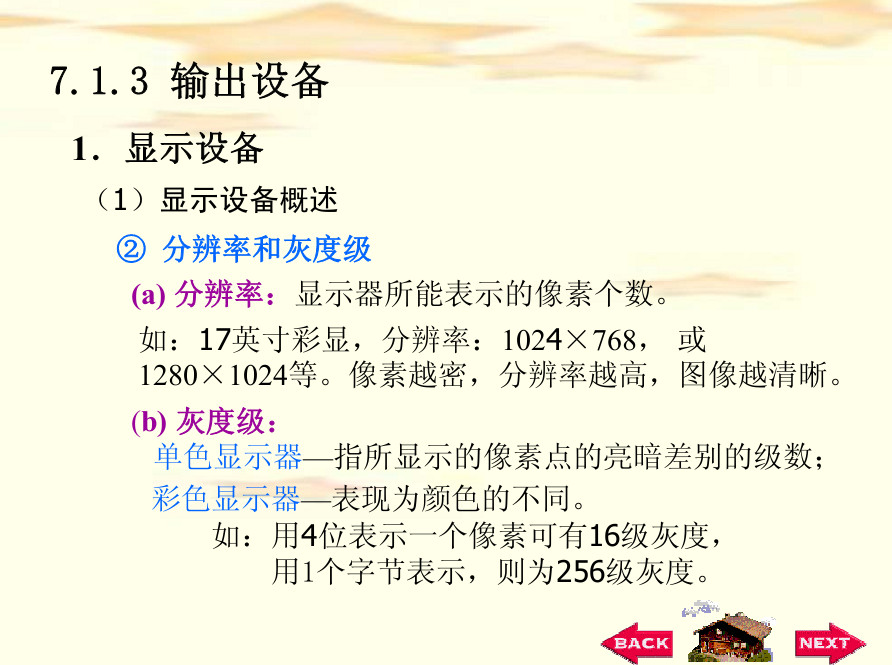 7.1.3 输出设备
1．显示设备
（1）显示设备概述
② 分辨率和灰度级
(a) 分辨率：显示器所能表示的像素个数。
如：17英寸彩显，分辨率：1024×768， 或
1280×1024等。像素越密，分辨率越高，图像越清晰。
(b) 灰度级：
单色显示器—指所显示的像素点的亮暗差别的级数；
彩色显示器—表现为颜色的不同。
如：用4位表示一个像素可有16级灰度，
用1个字节表示，则为256级灰度。
BACK NEXT